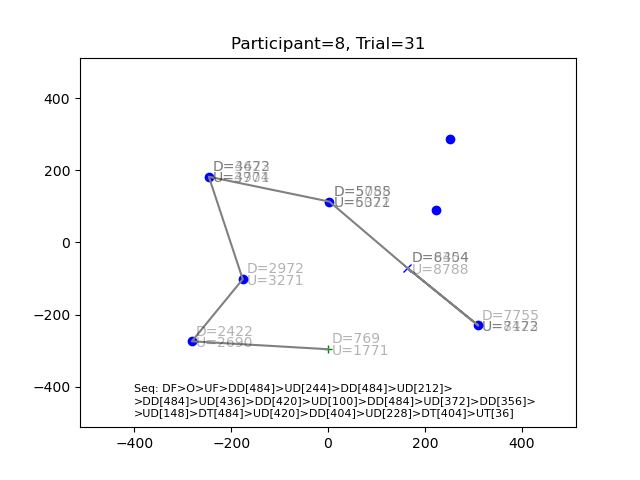 Participant=8, Trial=31
400
200
0
−200
−400
−400
−200
0
200
400
D=2972
U=3271
D=2422
U=2690
D=769
U=1771
U=8788
D=7755
Seq: DF>O>UF>DD[484]>UD[244]>DD[484]>UD[212]>
>DD[484]>UD[436]>DD[420]>UD[100]>DD[484]>UD[372]>DD[356]>
>UD[148]>DT[484]>UD[420]>DD[404]>UD[228]>DT[404]>UT[36]